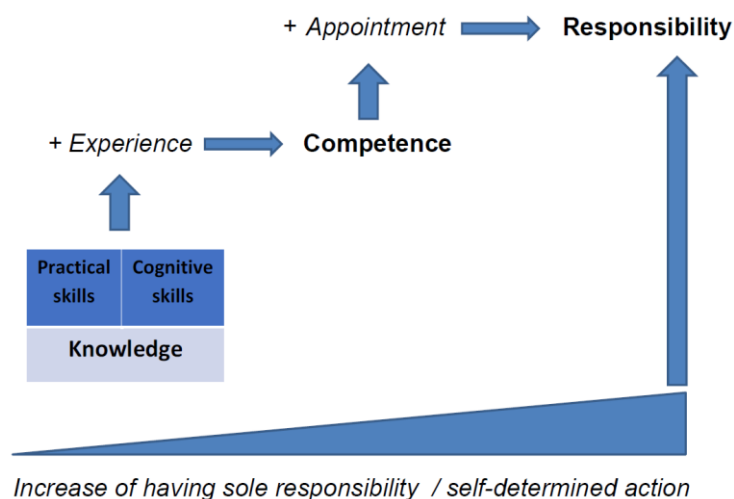 + Appointment Responsibility
+ Experience Competence
Practical skills Cognitive skills
Knowledge
Increase of having sole responsibility / self-determined action